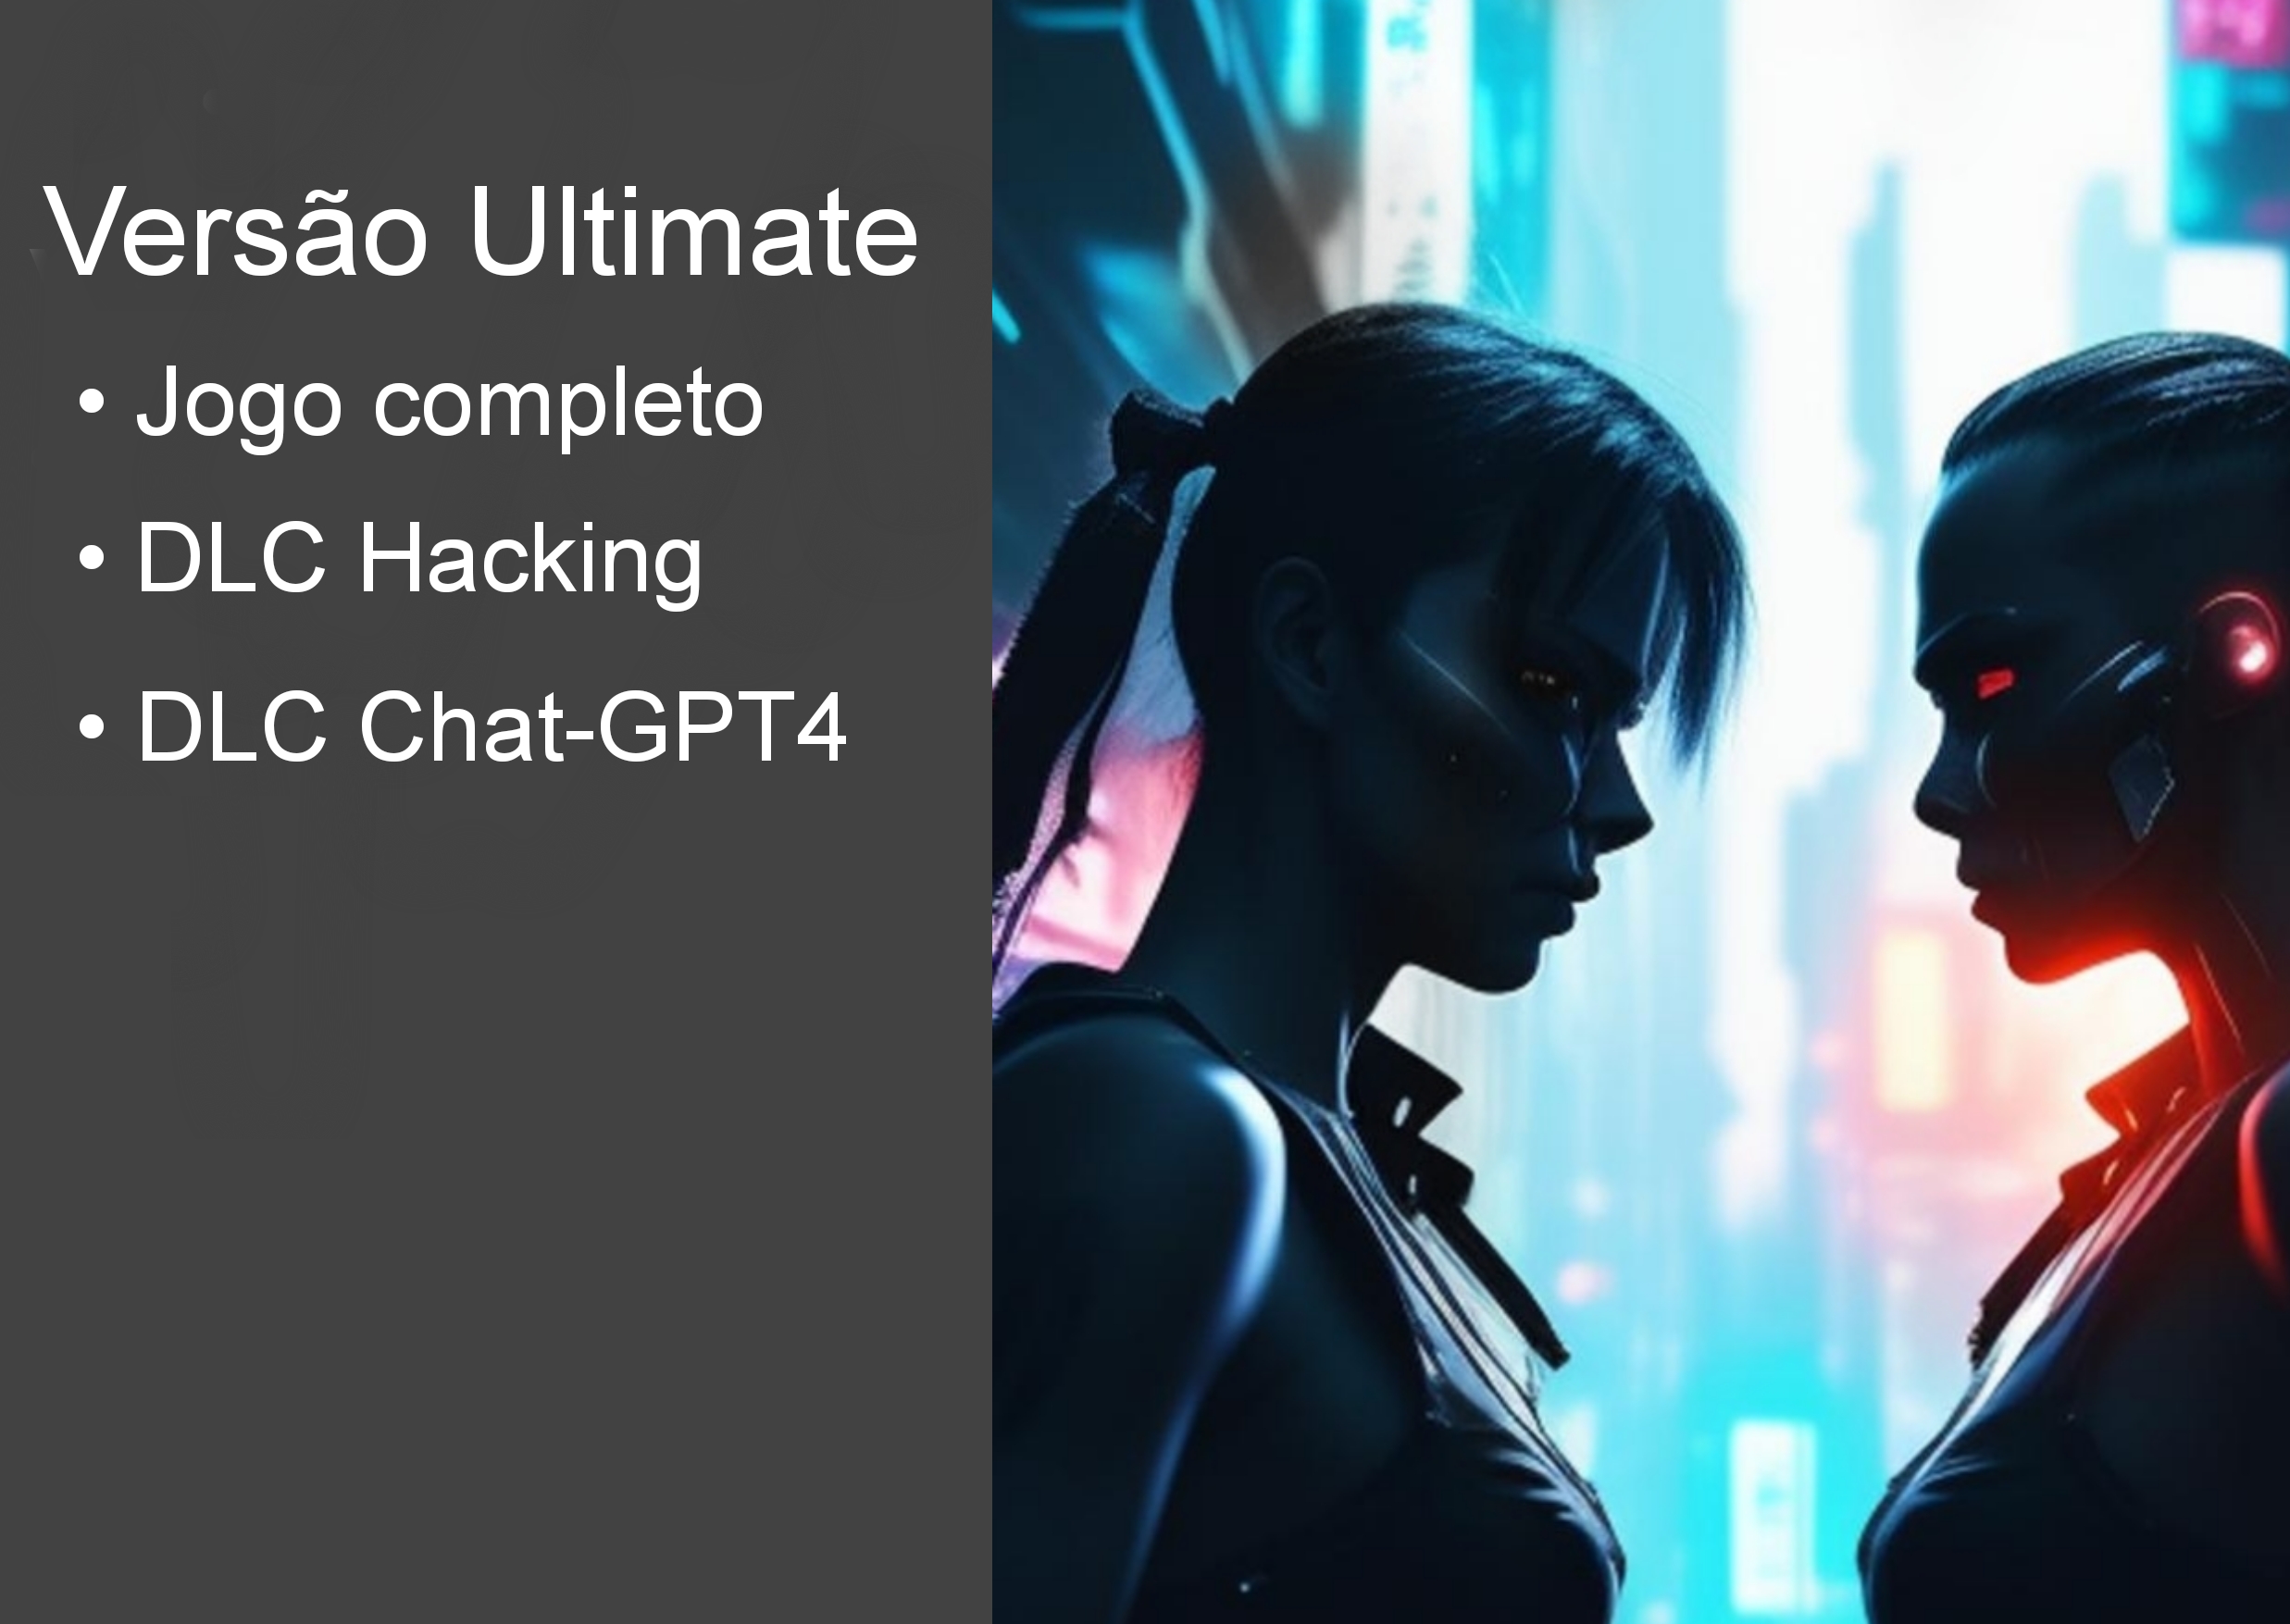 Versão Ultimate
• Jogo completo
• DLC Hacking
• DLC Chat-GPT4